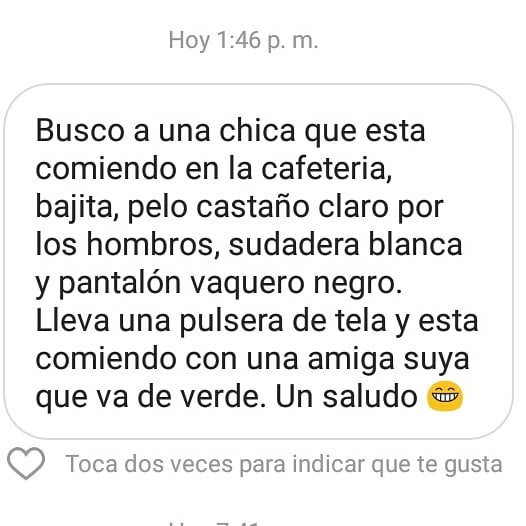 Hoy 1:46 p. m.
Busco a una chica que esta
comiendo en la cafeteria,
bajita, pelo castaño claro por
los hombros, sudadera blanca
y pantalón vaquero negro.
Lleva una pulsera de tela y esta
comiendo con una amiga suya
que va de verde. Un saludo 😁
Toca dos veces para indicar que te gusta